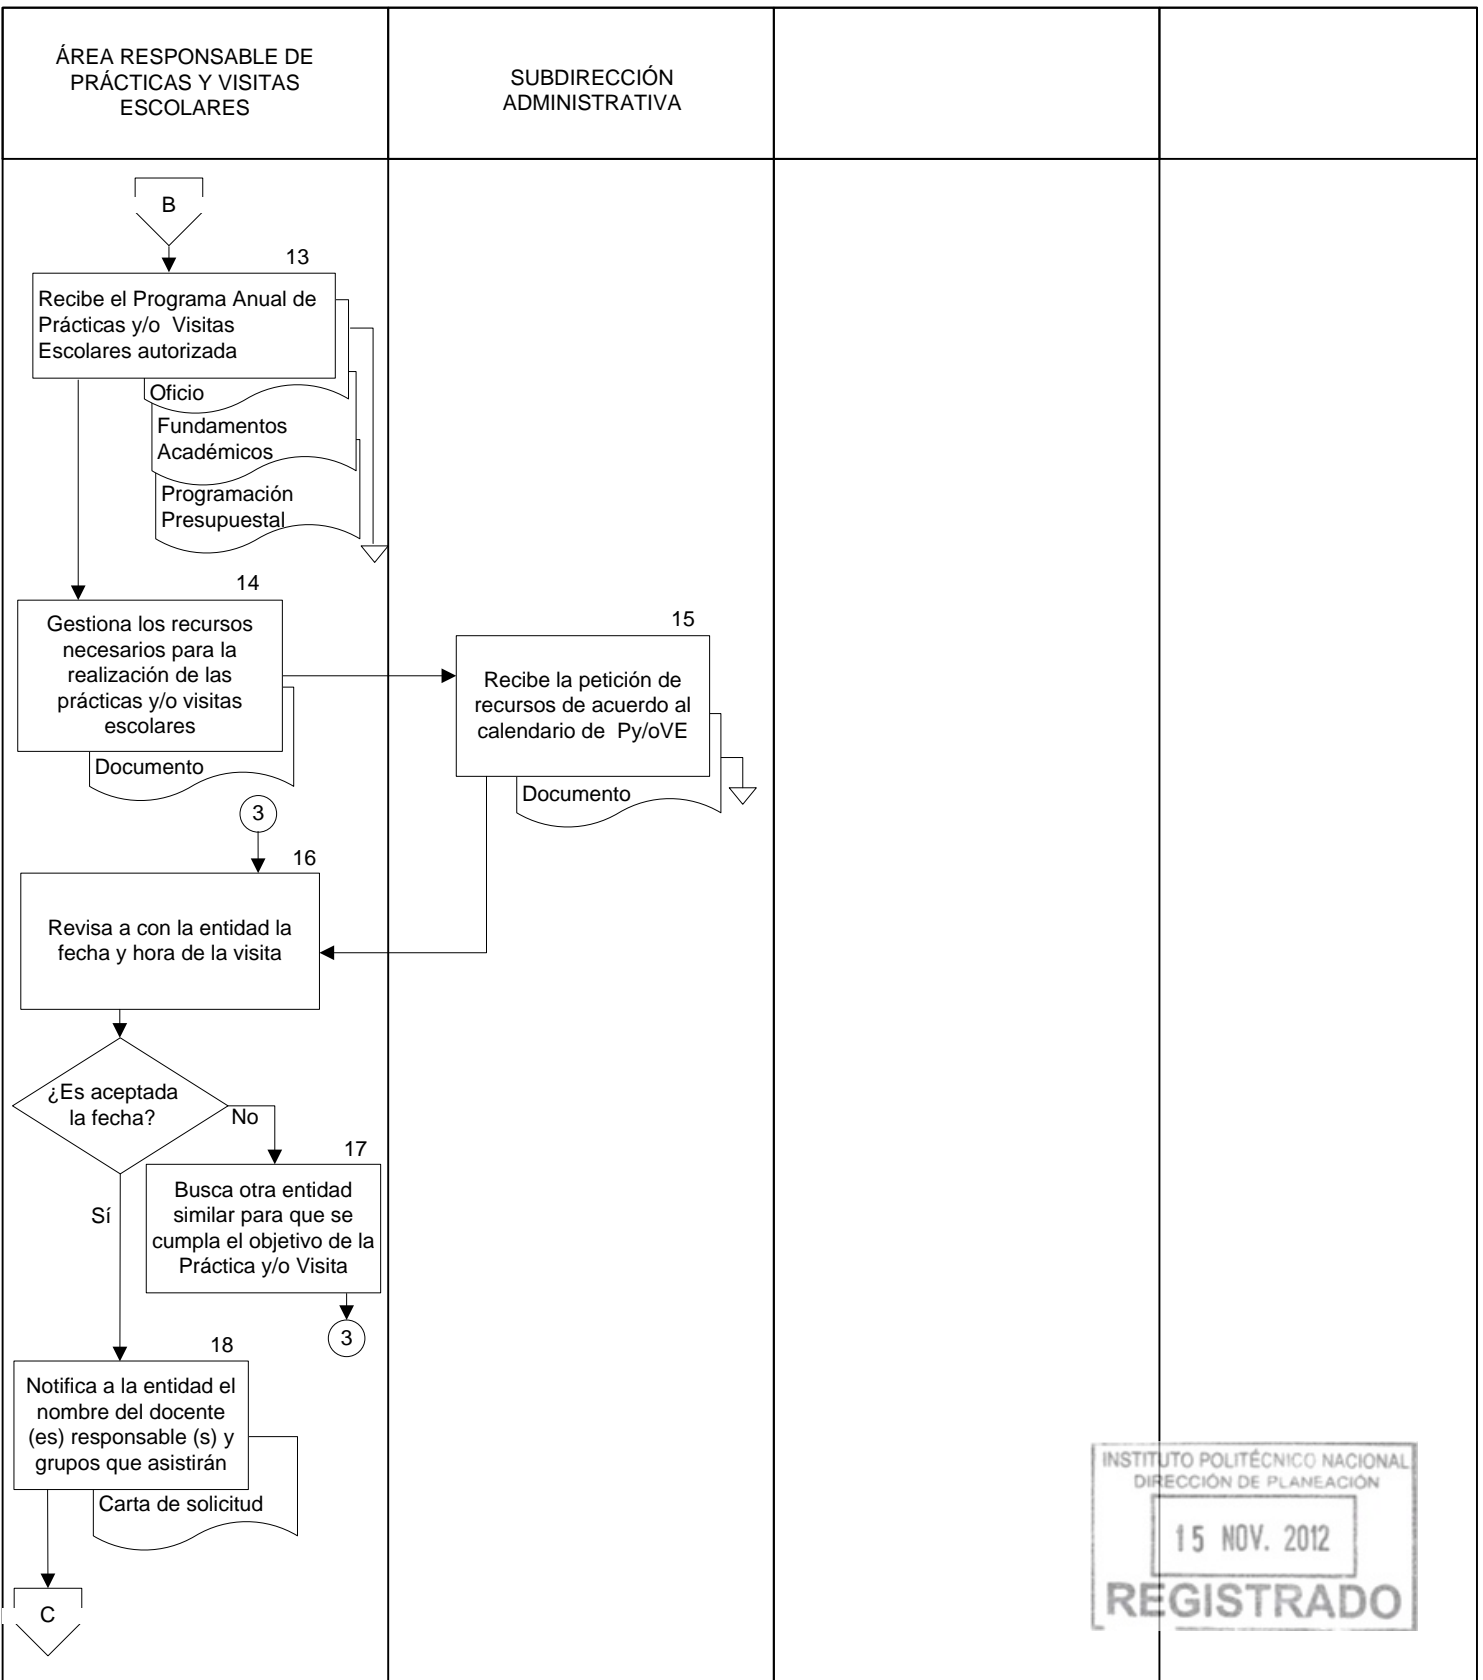 ÁREA RESPONSABLE DE
PRÁCTICAS Y VISITAS
ESCOLARES
SUBDIRECCIÓN
ADMINISTRATIVA
B
13
Recibe el Programa Anual de
Prácticas y/o Visitas
Escolares autorizada
Oficio
Fundamentos
Académicos
Programación
Presupuestal
14
Gestiona los recursos
necesarios para la
realización de las
prácticas y/o visitas
escolares
Documento
15
Recibe la petición de
recursos de acuerdo al
calendario de Py/oVE
Documento
3
16
Revisa a con la entidad la
fecha y hora de la visita
¿Es aceptada
la fecha?
No
Sí
17
Busca otra entidad
similar para que se
cumpla el objetivo de la
Práctica y/o Visita
3
18
Notifica a la entidad el
nombre del docente
(es) responsable (s) y
grupos que asistirán
Carta de solicitud
C
INSTITUTO POLITÉCNICO NACIONAL
DIRECCIÓN DE PLANEACIÓN
15 NOV. 2012
REGISTRADO